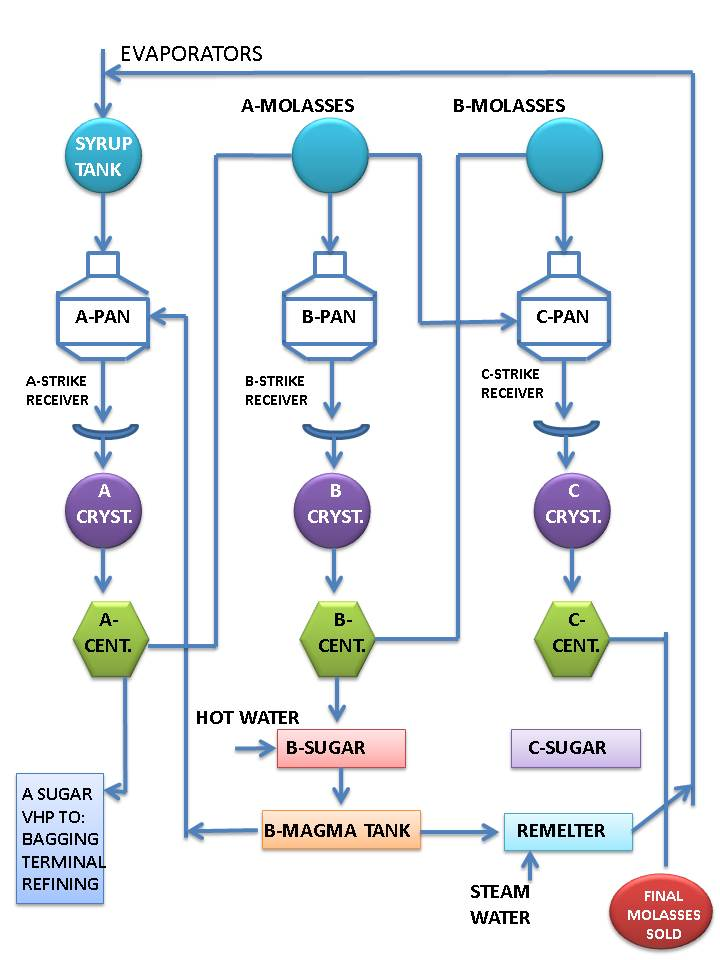 EVAPORATORS
A-MOLASSES
B-MOLASSES
SYRUP
TANK
A-PAN
B-PAN
C-PAN
A-STRIKE
RECEIVER
B-STRIKE
RECEIVER
C-STRIKE
RECEIVER
A
CRYST.
B
CRYST.
C
CRYST.
A-
CENT.
B-
CENT.
C-
CENT.
HOT WATER
B-SUGAR
C-SUGAR
A SUGAR
VHP TO:
BAGGING
TERMINAL
REFINING
B-MAGMA TANK
REMELTER
STEAM
WATER
FINAL
MOLASSES
SOLD